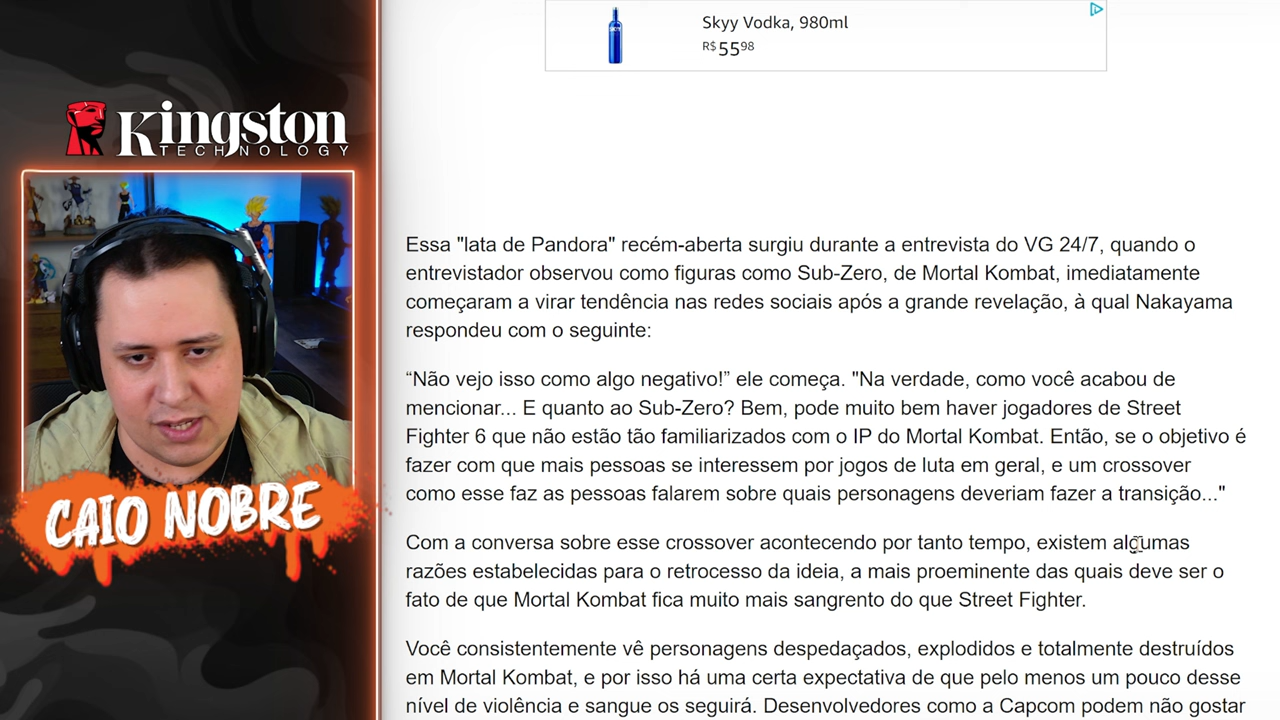 Skyy Vodka, 980ml
R$ 55 98
Kingston
TECHNOLOGY
CAIO NOBRE
Essa "lata de Pandora" recém-aberta surgiu durante a entrevista do VG 24/7, quando o
entrevistador observou como figuras como Sub-Zero, de Mortal Kombat, imediatamente
começaram a virar tendência nas redes sociais após a grande revelação, à qual Nakayama
respondeu com o seguinte:
“Não vejo isso como algo negativo!” ele começa. "Na verdade, como você acabou de
mencionar... E quanto ao Sub-Zero? Bem, pode muito bem haver jogadores de Street
Fighter 6 que não estão tão familiarizados com o IP do Mortal Kombat. Então, se o objetivo é
fazer com que mais pessoas se interessem por jogos de luta em geral, e um crossover
como esse faz as pessoas falarem sobre quais personagens deveriam fazer a transição..."
Com a conversa sobre esse crossover acontecendo por tanto tempo, existem algumas
razões estabelecidas para o retrocesso da ideia, a mais proeminente das quais deve ser o
fato de que Mortal Kombat fica muito mais sangrento do que Street Fighter.
Você consistentemente vê personagens despedaçados, explodidos e totalmente destruídos
em Mortal Kombat, e por isso há uma certa expectativa de que pelo menos um pouco desse
nível de violência e sangue os seguirá. Desenvolvedores como a Capcom podem não gostar